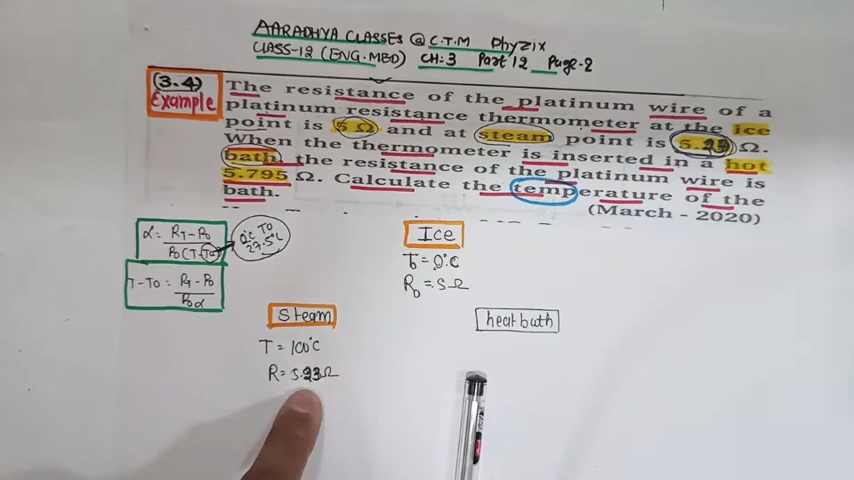 AARADHYA CLASSES @ C.T.M Phyzix
CLASS-12 (ENG.MED) CH:3 Part 12 Page-2
(3.4)
Example
The resistance of the platinum wire of a
platinum resistance thermometer at the ice
point is 5 Ω and at steam point is 5.23 Ω.
When the thermometer is inserted in a hot
bath the resistance of the platinum wire is
5.795 Ω. Calculate the temperature of the
bath.
(March - 2020)
α = RT-R0
R0(T-T0)
0°C TO
27.5°C
T-T0 = RT-R0
R0α
Ice
T0 = 0°C
R0 = 5Ω
Steam
T = 100°C
R = 5.23Ω
heat bath